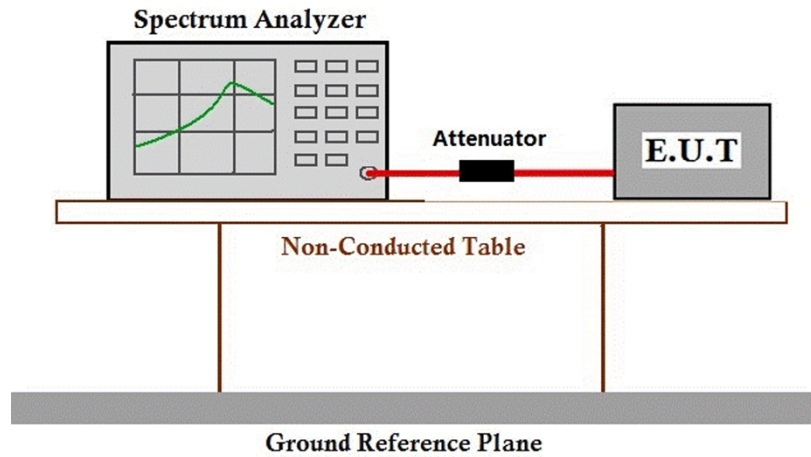 Spectrum Analyzer
Attenuator
E.U.T
Non-Conducted Table
Ground Reference Plane